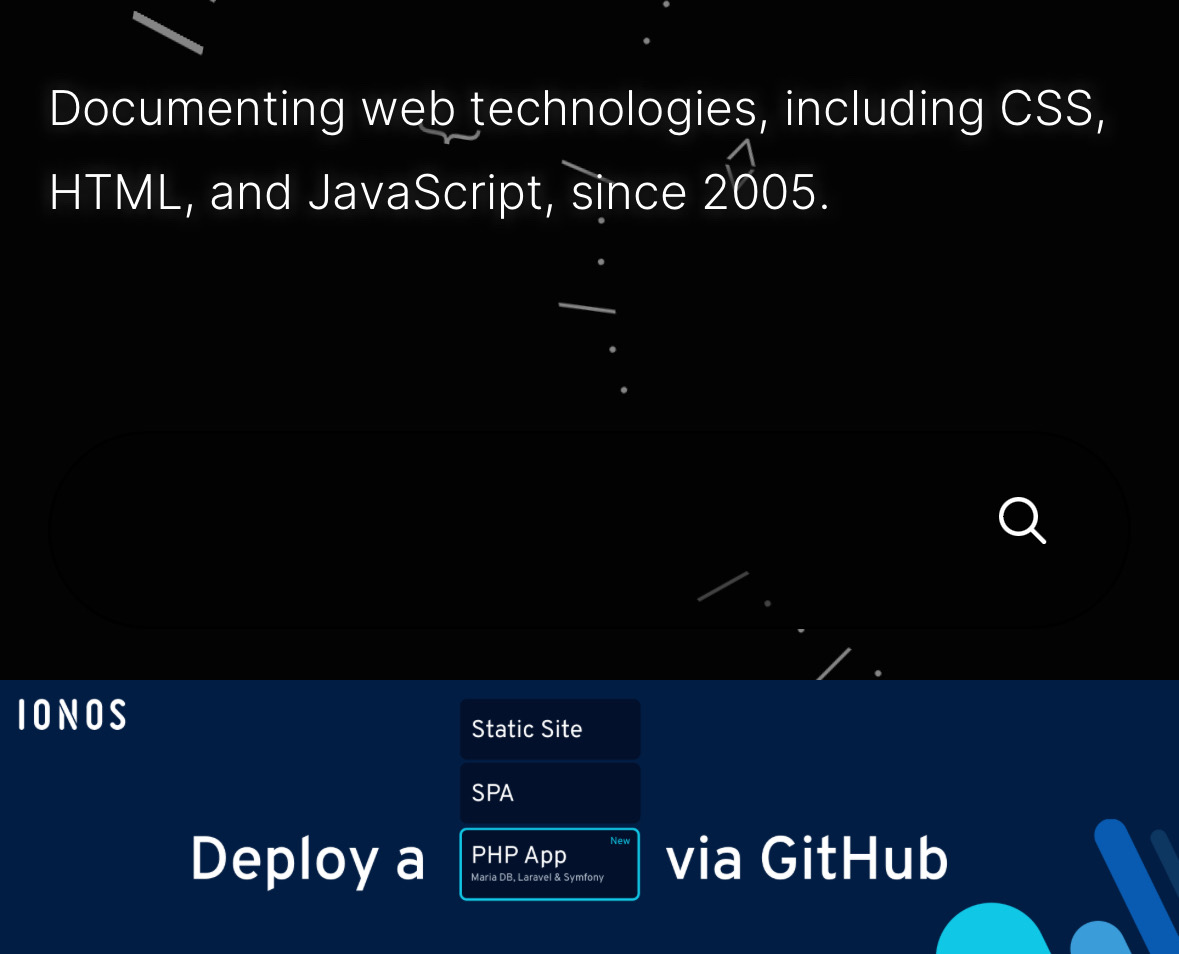 Documenting web technologies, including CSS,
HTML, and JavaScript, since 2005.
IONOS
Static Site
SPA
Deploy a
New
PHP App
Maria DB, Laravel & Symfony
via GitHub